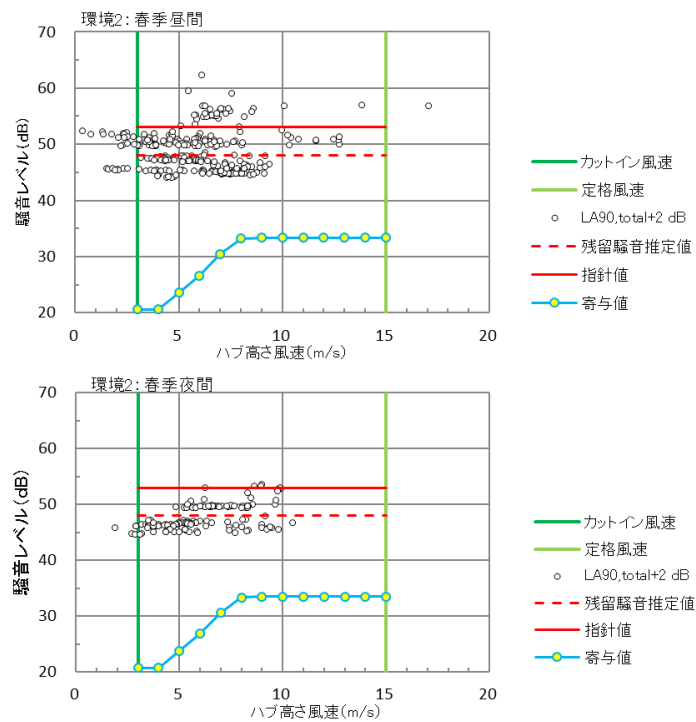 環境2：春季昼間
70
60
50
40
30
20
騒音レベル(dB)
0
5
10
15
20
ハブ高さ風速(m/s)
カットイン風速
定格風速
LA90,total+2 dB
残留騒音推定値
指針値
寄与値
環境2：春季夜間
70
60
50
40
30
20
騒音レベル(dB)
0
5
10
15
20
ハブ高さ風速(m/s)
カットイン風速
定格風速
LA90,total+2 dB
残留騒音推定値
指針値
寄与値